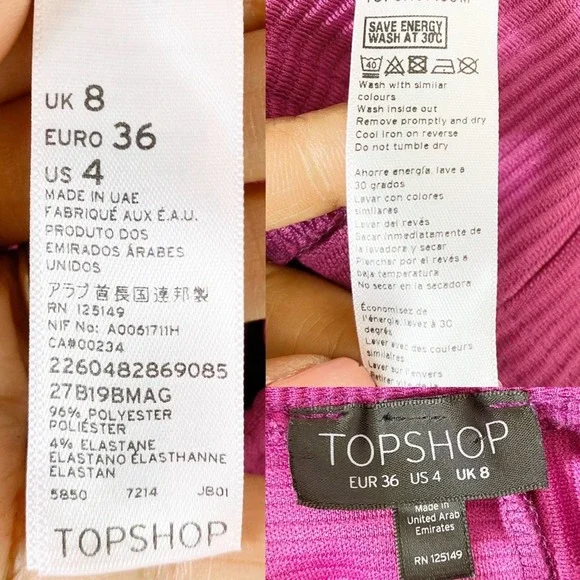 UK 8
EURO 36
US 4
MADE IN UAE
FABRIQUÉ AUX É.A.U.
PRODUTO DOS
EMIRADOS ÁRABES
UNIDOS
アラブ首長国連邦製
RN 125149
NIF No: A0061711H
CA#00234
2260482869085
27B19BMAG
96% POLYESTER
POLIÉSTER
4% ELASTANE
ELASTANO ÉLASTHANNE
ELASTAN
5850 7214 JB01
TOPSHOP
SAVE ENERGY
WASH AT 30°C
40
Wash with similar
colours
Wash inside out
Remove promptly and dry
Cool iron on reverse
Do not tumble dry
Ahorre energía, lave a
30 grados
Lavar con colores
similares
Lavar del revés
Sacar inmediatamente de
la lavadora y secar
Planchar por el revés a
baja temperatura
No secar en la secadora
Économisez de
l'énergie, lavez à 30
degrés
Laver avec des couleurs
similaires
Laver sur l'envers
Retirer
TOPSHOP
EUR 36 US 4 UK 8
Made in
United Arab
Emirates
RN 125149